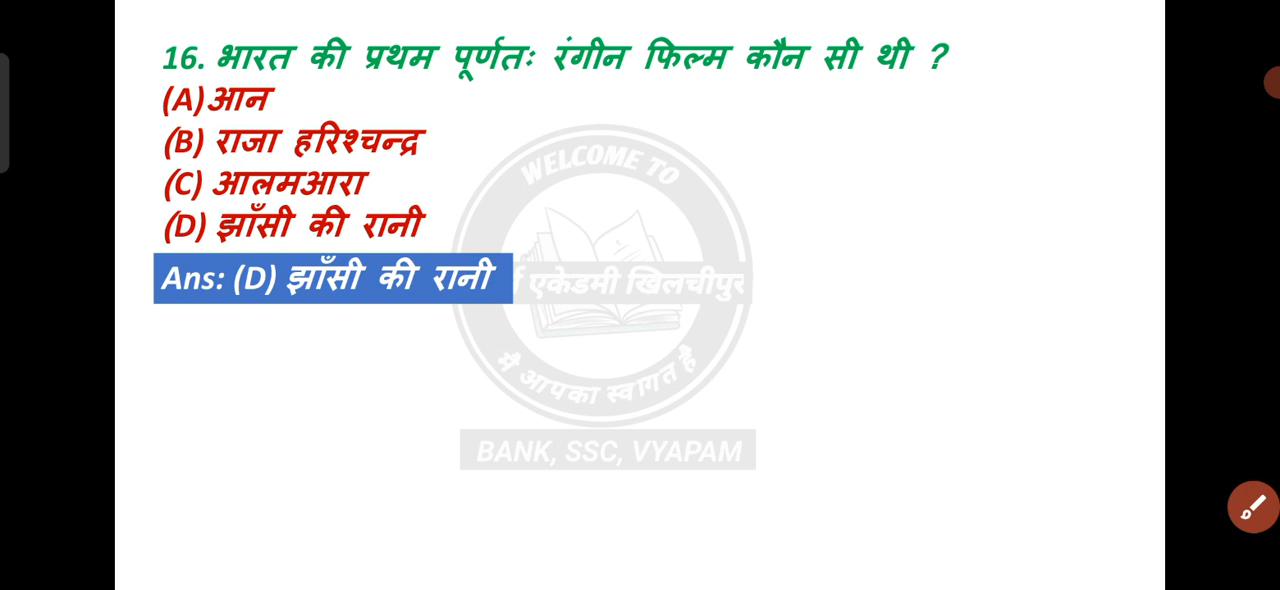 16. भारत की प्रथम पूर्णतः रंगीन फिल्म कौन सी थी ?
(A)आन
(B) राजा हरिश्चन्द्र
(C) आलमआरा
(D) झाँसी की रानी
Ans: (D) झाँसी की रानी
WELCOME TO
एकेडमी खिलचीपुर
मै आपका स्वागत है
BANK, SSC, VYAPAM